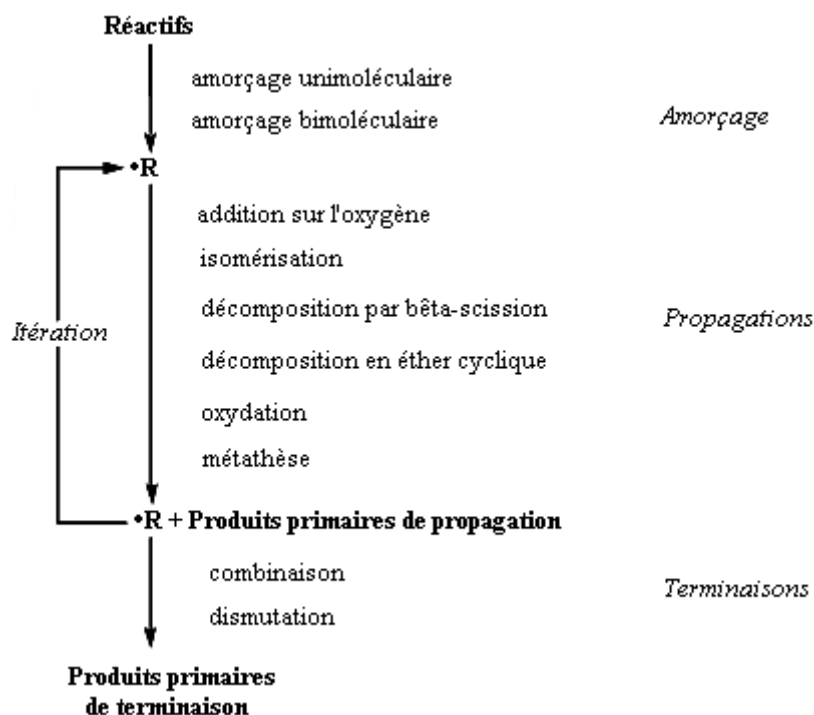 Réactifs
amorçage unimoléculaire
amorçage bimoléculaire
Amorçage
•R
addition sur l'oxygène
isomérisation
décomposition par bêta-scission
Itération
Propagations
décomposition en éther cyclique
oxydation
métathèse
•R + Produits primaires de propagation
combinaison
Terminaisons
dismutation
Produits primaires
de terminaison